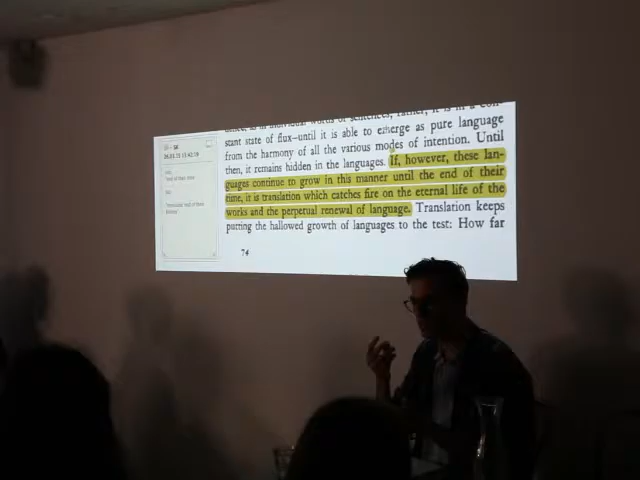 stant state of flux—until it is able to emerge as pure language
from the harmony of all the various modes of intention. Until
then, it remains hidden in the languages. If, however, these lan-
guages continue to grow in this manner until the end of their
time, it is translation which catches fire on the eternal life of the
works and the perpetual renewal of language. Translation keeps
putting the hallowed growth of languages to the test: How far
74